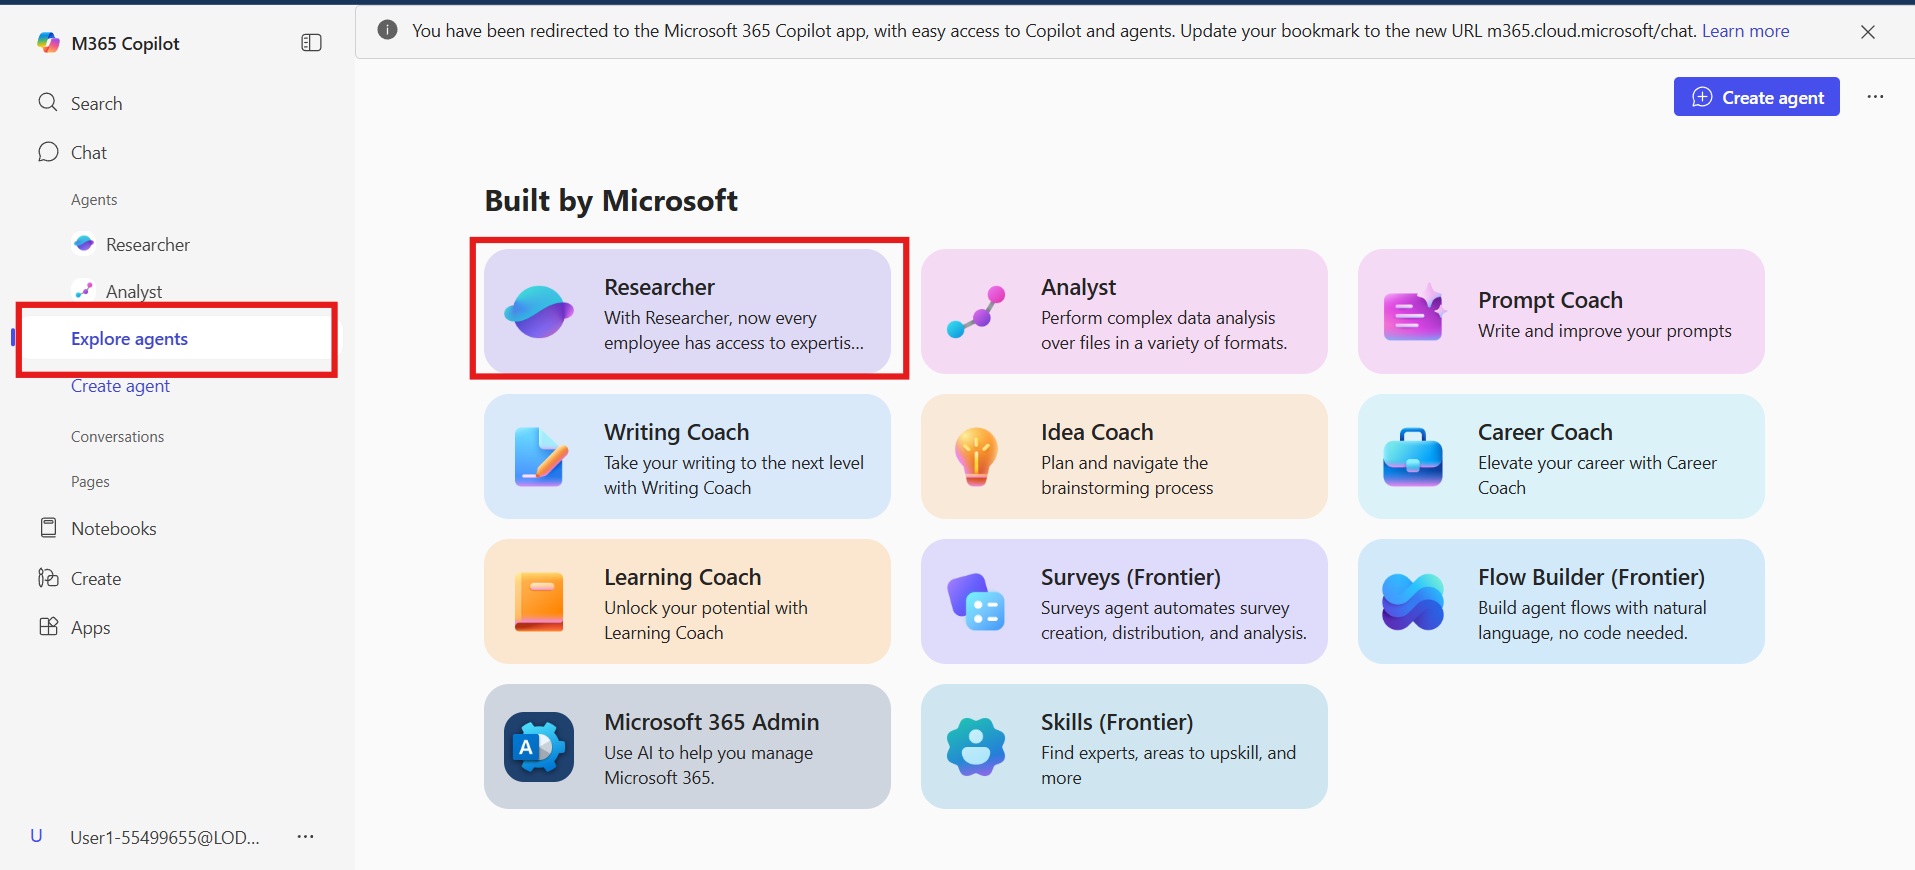 M365 Copilot
Search
Chat
Agents
Researcher
Analyst
Explore agents
Create agent
Conversations
Pages
Notebooks
Create
Apps
U
User1-55499655@LOD...
You have been redirected to the Microsoft 365 Copilot app, with easy access to Copilot and agents. Update your bookmark to the new URL m365.cloud.microsoft/chat. Learn more
Create agent
Built by Microsoft
Researcher
With Researcher, now every
employee has access to expertis...
Analyst
Perform complex data analysis
over files in a variety of formats.
Prompt Coach
Write and improve your prompts
Writing Coach
Take your writing to the next level
with Writing Coach
Idea Coach
Plan and navigate the
brainstorming process
Career Coach
Elevate your career with Career
Coach
Learning Coach
Unlock your potential with
Learning Coach
Surveys (Frontier)
Surveys agent automates survey
creation, distribution, and analysis.
Flow Builder (Frontier)
Build agent flows with natural
language, no code needed.
A
Microsoft 365 Admin
Use AI to help you manage
Microsoft 365.
Skills (Frontier)
Find experts, areas to upskill, and
more